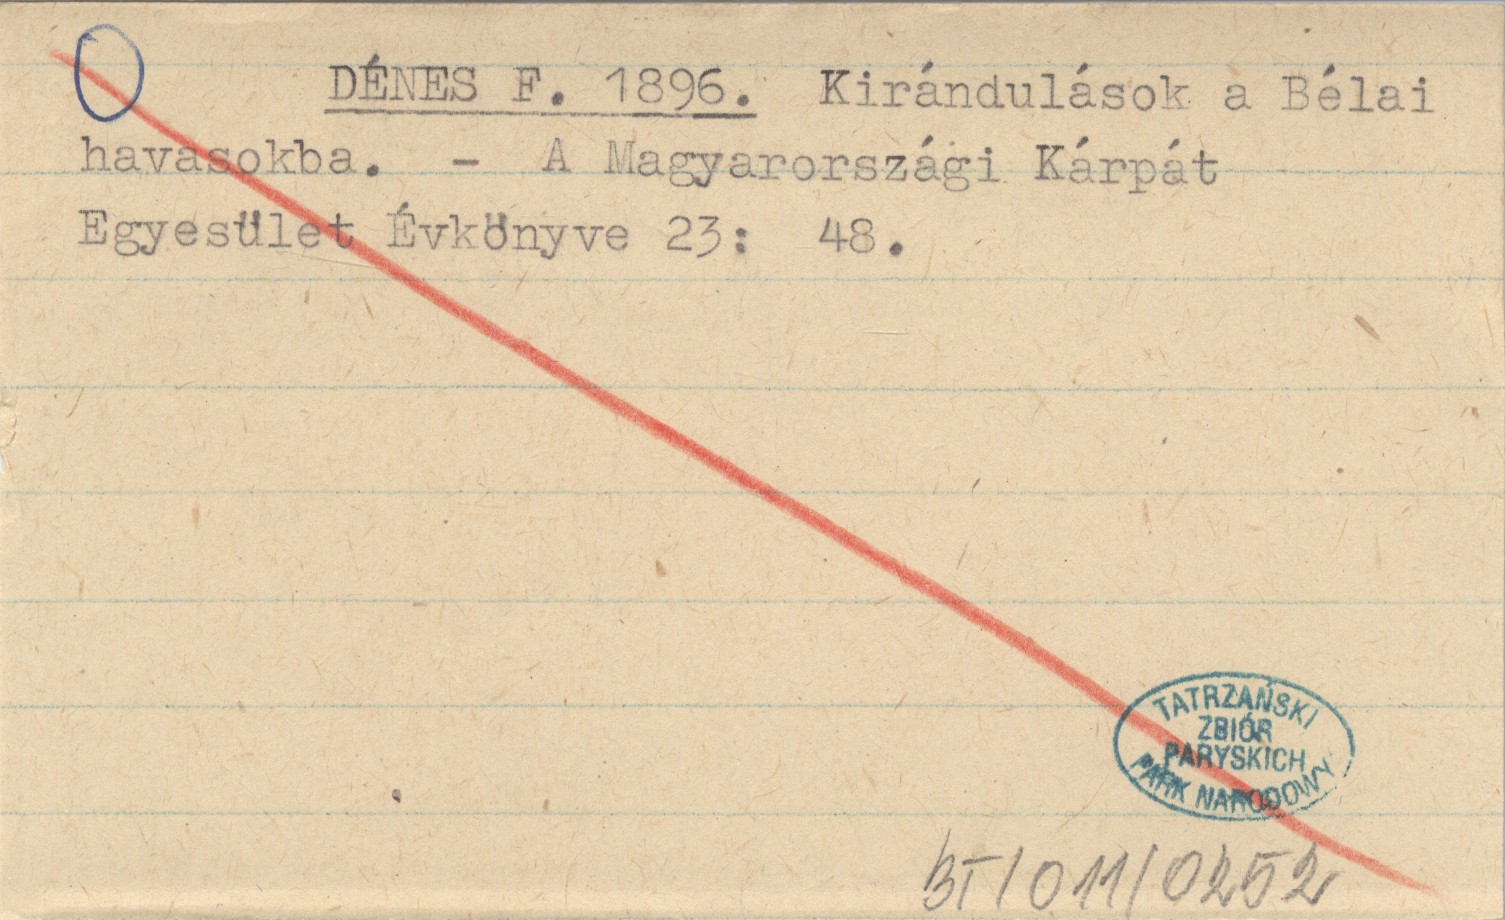 DÉNES F. 1896. Kirándulások a Bélai
havasokba. - A Magyarországi Kárpát
Egyesület Évkönyve 23: 48.
TATRZAŃSKI
ZBIÓR
PARYSKICH
PARK NARODOWY
BT/011/0252